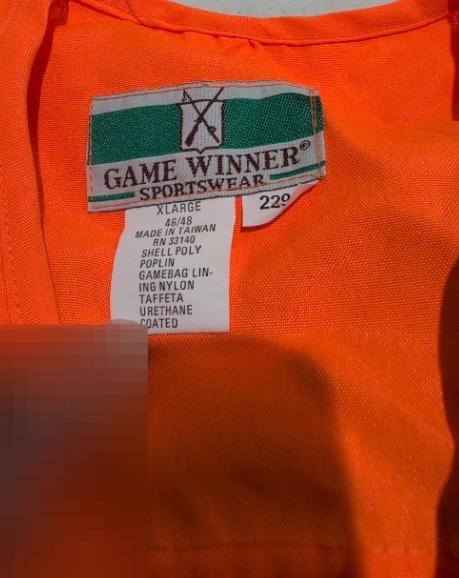 GAME WINNER®
SPORTSWEAR
XLARGE
46/48
MADE IN TAIWAN
RN 33140
SHELL POLY
POPLIN
GAMEBAG LIN-
ING NYLON
TAFFETA
URETHANE
COATED
229